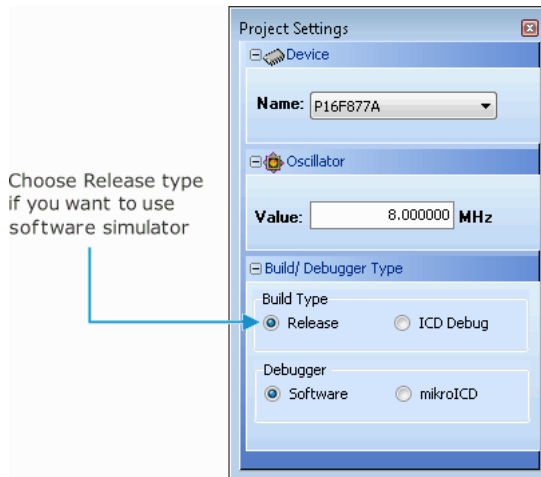 Project Settings
Device
Name: P16F877A
Oscillator
Value: 8.000000 MHz
Choose Release type
if you want to use
software simulator
Build/ Debugger Type
Build Type
Release ICD Debug
Debugger
Software mikroICD